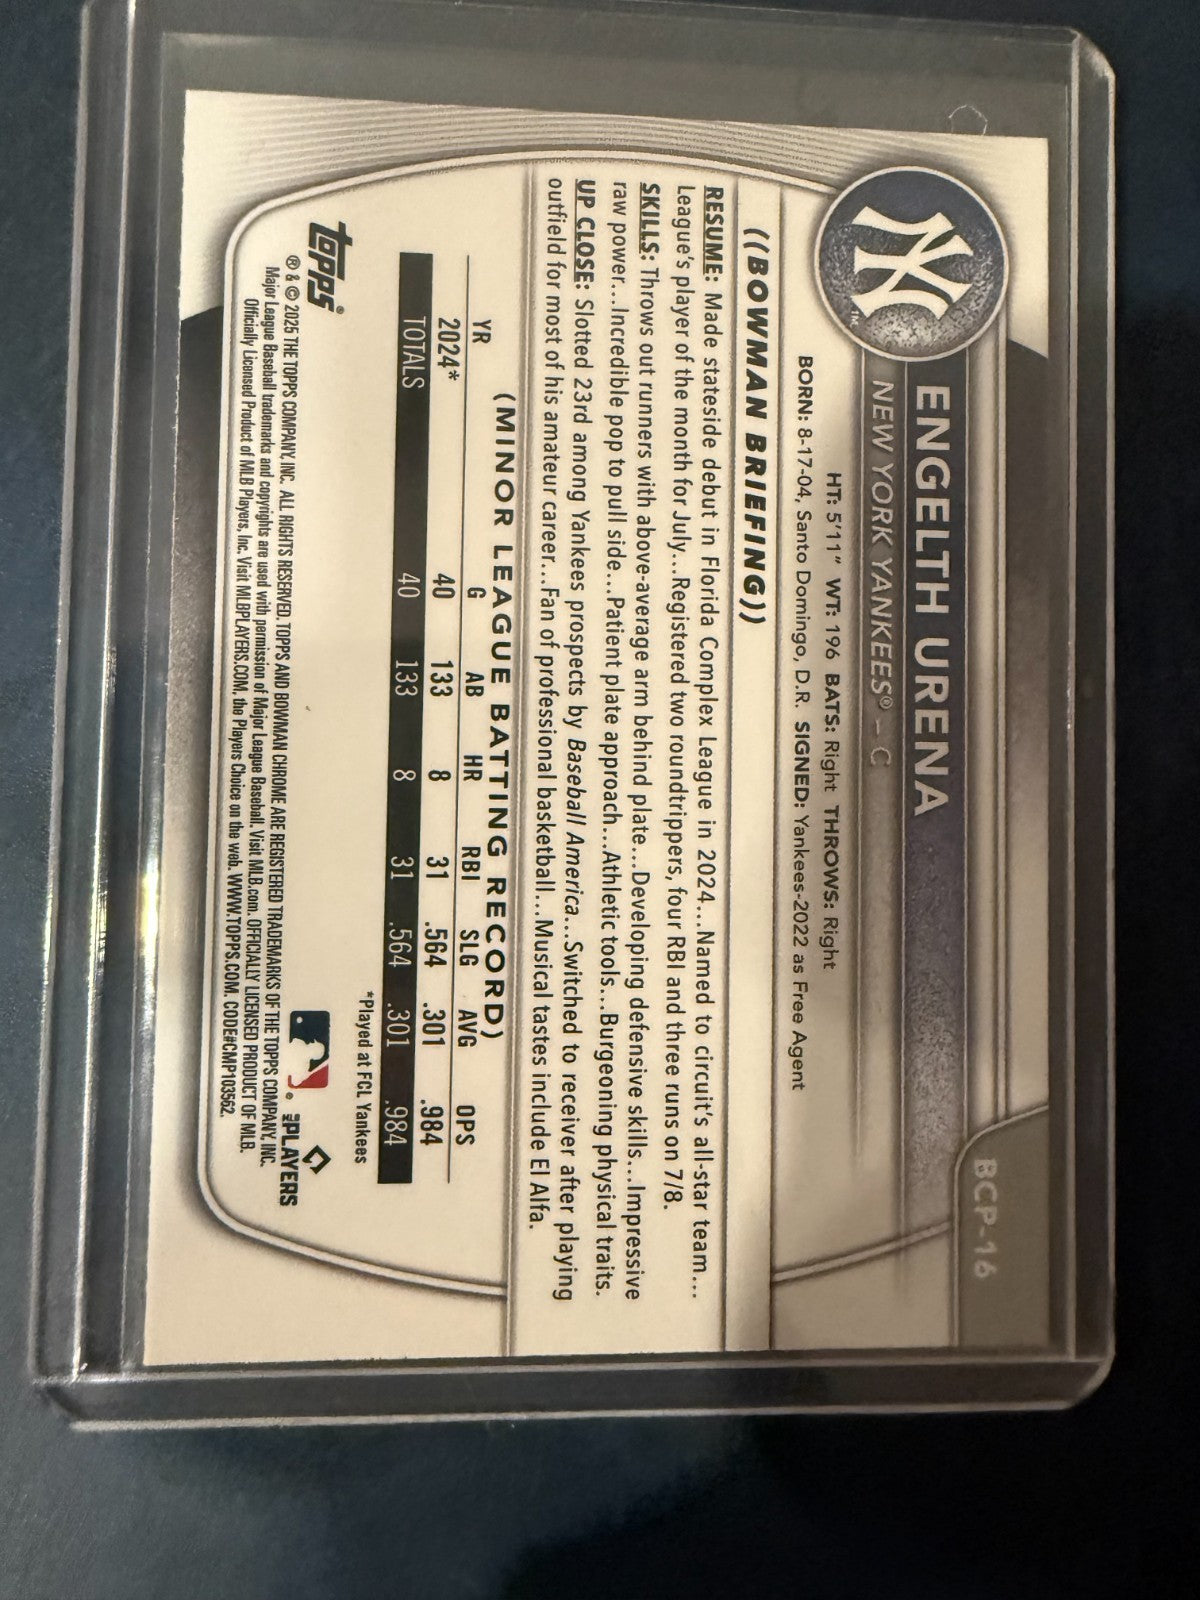 BCP-16
ENGELTH URENA
NEW YORK YANKEES® – C
HT: 5'11" WT: 196 BATS: Right THROWS: Right
BORN: 8-17-04, Santo Domingo, D.R. SIGNED: Yankees-2022 as Free Agent
((BOWMAN BRIEFING))
RESUME: Made stateside debut in Florida Complex League in 2024...Named to circuit's all-star team...
League's player of the month for July...Registered two roundtrippers, four RBI and three runs on 7/8.
SKILLS: Throws out runners with above-average arm behind plate...Developing defensive skills...Impressive
raw power...Incredible pop to pull side...Patient plate approach...Athletic tools...Burgeoning physical traits.
UP CLOSE: Slotted 23rd among Yankees prospects by Baseball America...Switched to receiver after playing
outfield for most of his amateur career...Fan of professional basketball...Musical tastes include El Alfa.
(MINOR LEAGUE BATTING RECORD)
YR G AB HR RBI SLG AVG OPS
2024* 40 133 8 31 .564 .301 .984
TOTALS 40 133 8 31 .564 .301 .984
*Played at FCL Yankees
topps®
MLB PLAYERS
® & © 2025 THE TOPPS COMPANY, INC. ALL RIGHTS RESERVED. TOPPS AND BOWMAN CHROME ARE REGISTERED TRADEMARKS OF THE TOPPS COMPANY, INC.
Major League Baseball trademarks and copyrights are used with permission of Major League Baseball. Visit MLB.com. OFFICIALLY LICENSED PRODUCT OF MLB.
Officially Licensed Product of MLB Players, Inc. Visit MLBPLAYERS.COM, the Players Choice on the web. WWW.TOPPS.COM. CODE#CMP103562.